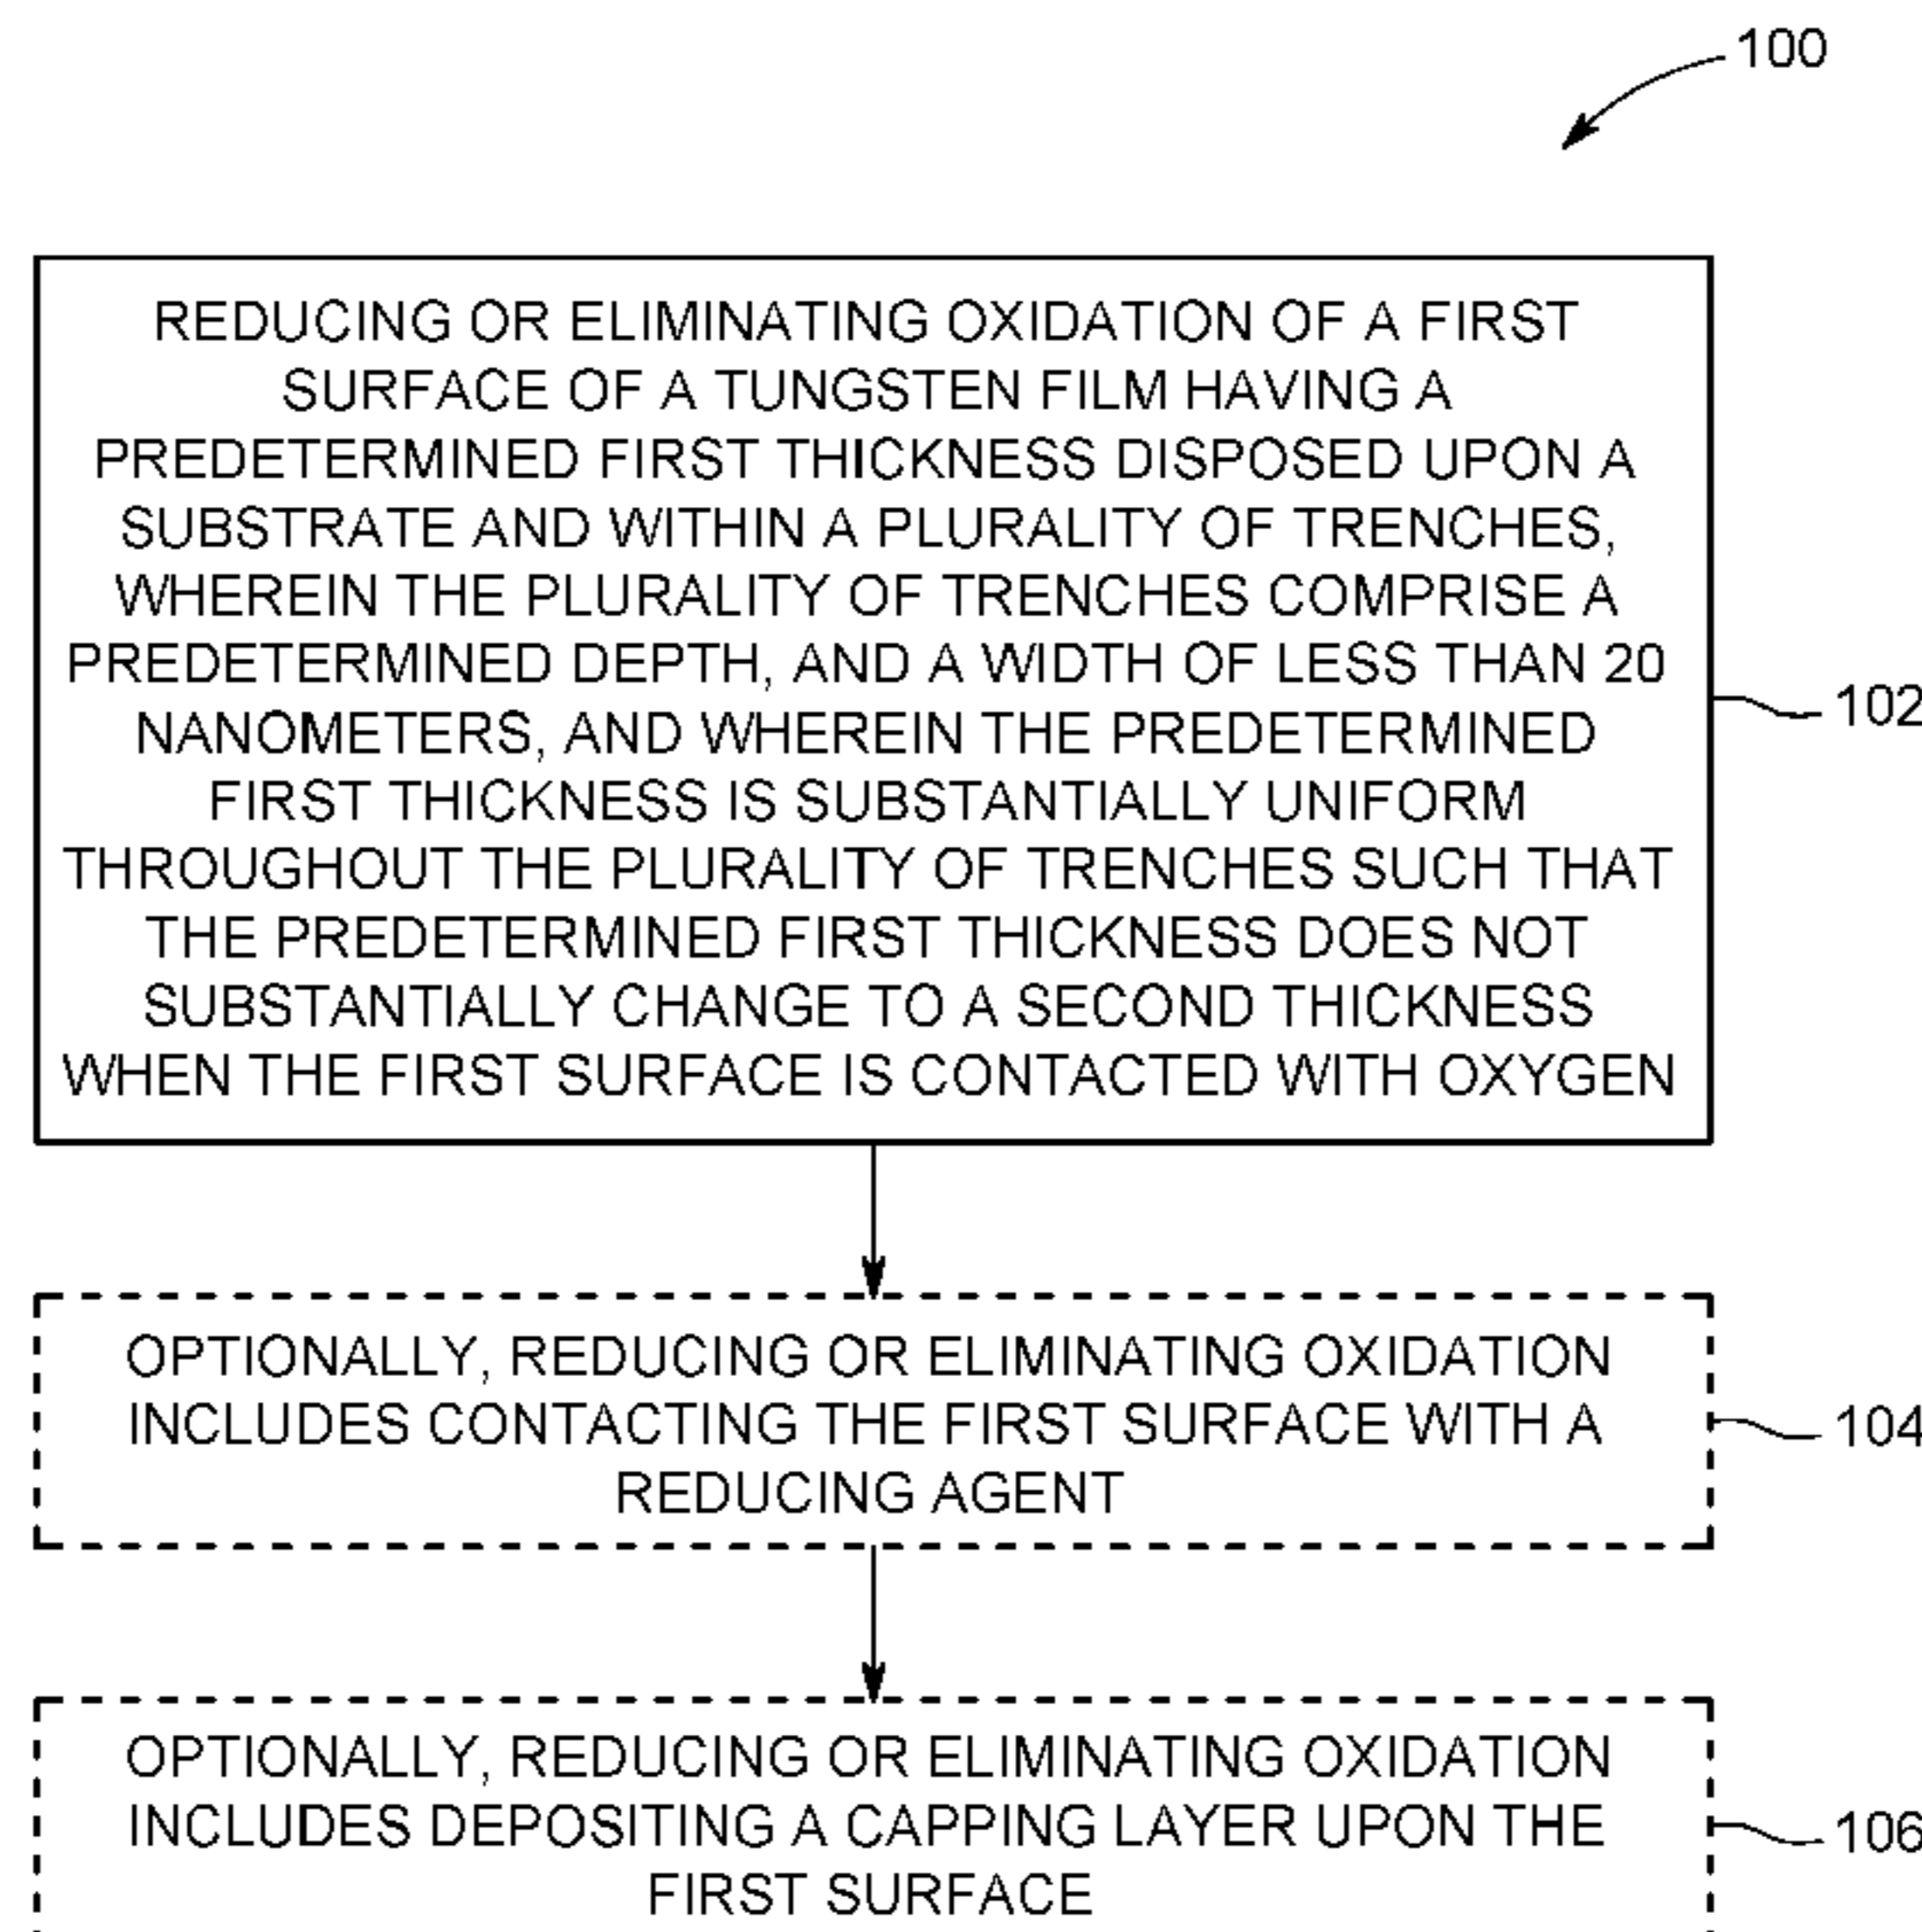 100
REDUCING OR ELIMINATING OXIDATION OF A FIRST
SURFACE OF A TUNGSTEN FILM HAVING A
PREDETERMINED FIRST THICKNESS DISPOSED UPON A
SUBSTRATE AND WITHIN A PLURALITY OF TRENCHES,
WHEREIN THE PLURALITY OF TRENCHES COMPRISE A
PREDETERMINED DEPTH, AND A WIDTH OF LESS THAN 20
NANOMETERS, AND WHEREIN THE PREDETERMINED
FIRST THICKNESS IS SUBSTANTIALLY UNIFORM
THROUGHOUT THE PLURALITY OF TRENCHES SUCH THAT
THE PREDETERMINED FIRST THICKNESS DOES NOT
SUBSTANTIALLY CHANGE TO A SECOND THICKNESS
WHEN THE FIRST SURFACE IS CONTACTED WITH OXYGEN
102
OPTIONALLY, REDUCING OR ELIMINATING OXIDATION
INCLUDES CONTACTING THE FIRST SURFACE WITH A
REDUCING AGENT
104
OPTIONALLY, REDUCING OR ELIMINATING OXIDATION
INCLUDES DEPOSITING A CAPPING LAYER UPON THE
FIRST SURFACE
106